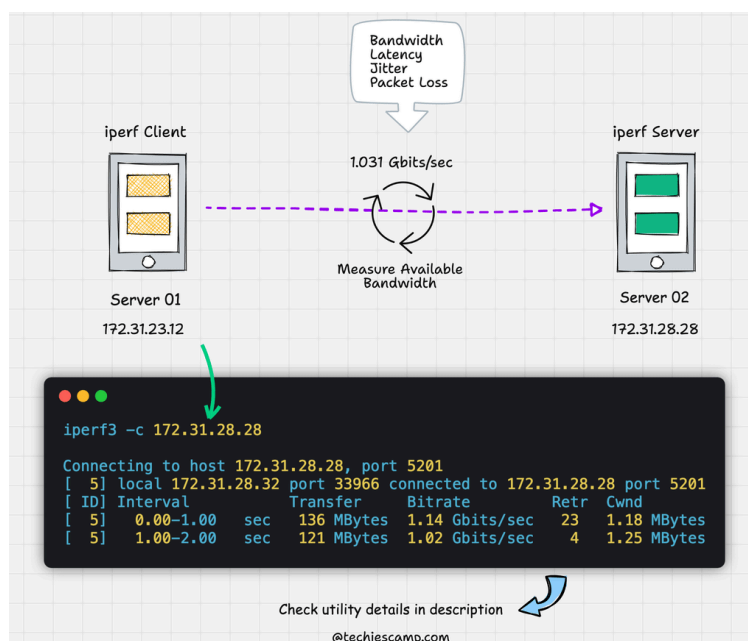 Bandwidth
Latency
Jitter
Packet Loss
iperf Client
iperf Server
1.031 Gbits/sec
Measure Available
Bandwidth
Server 01
172.31.23.12
Server 02
172.31.28.28
iperf3 -c 172.31.28.28
Connecting to host 172.31.28.28, port 5201
[  5] local 172.31.28.32 port 33966 connected to 172.31.28.28 port 5201
[ ID] Interval           Transfer     Bitrate         Retr  Cwnd
[  5]   0.00-1.00   sec   136 MBytes  1.14 Gbits/sec   23   1.18 MBytes
[  5]   1.00-2.00   sec   121 MBytes  1.02 Gbits/sec    4   1.25 MBytes
Check utility details in description
@techiescamp.com